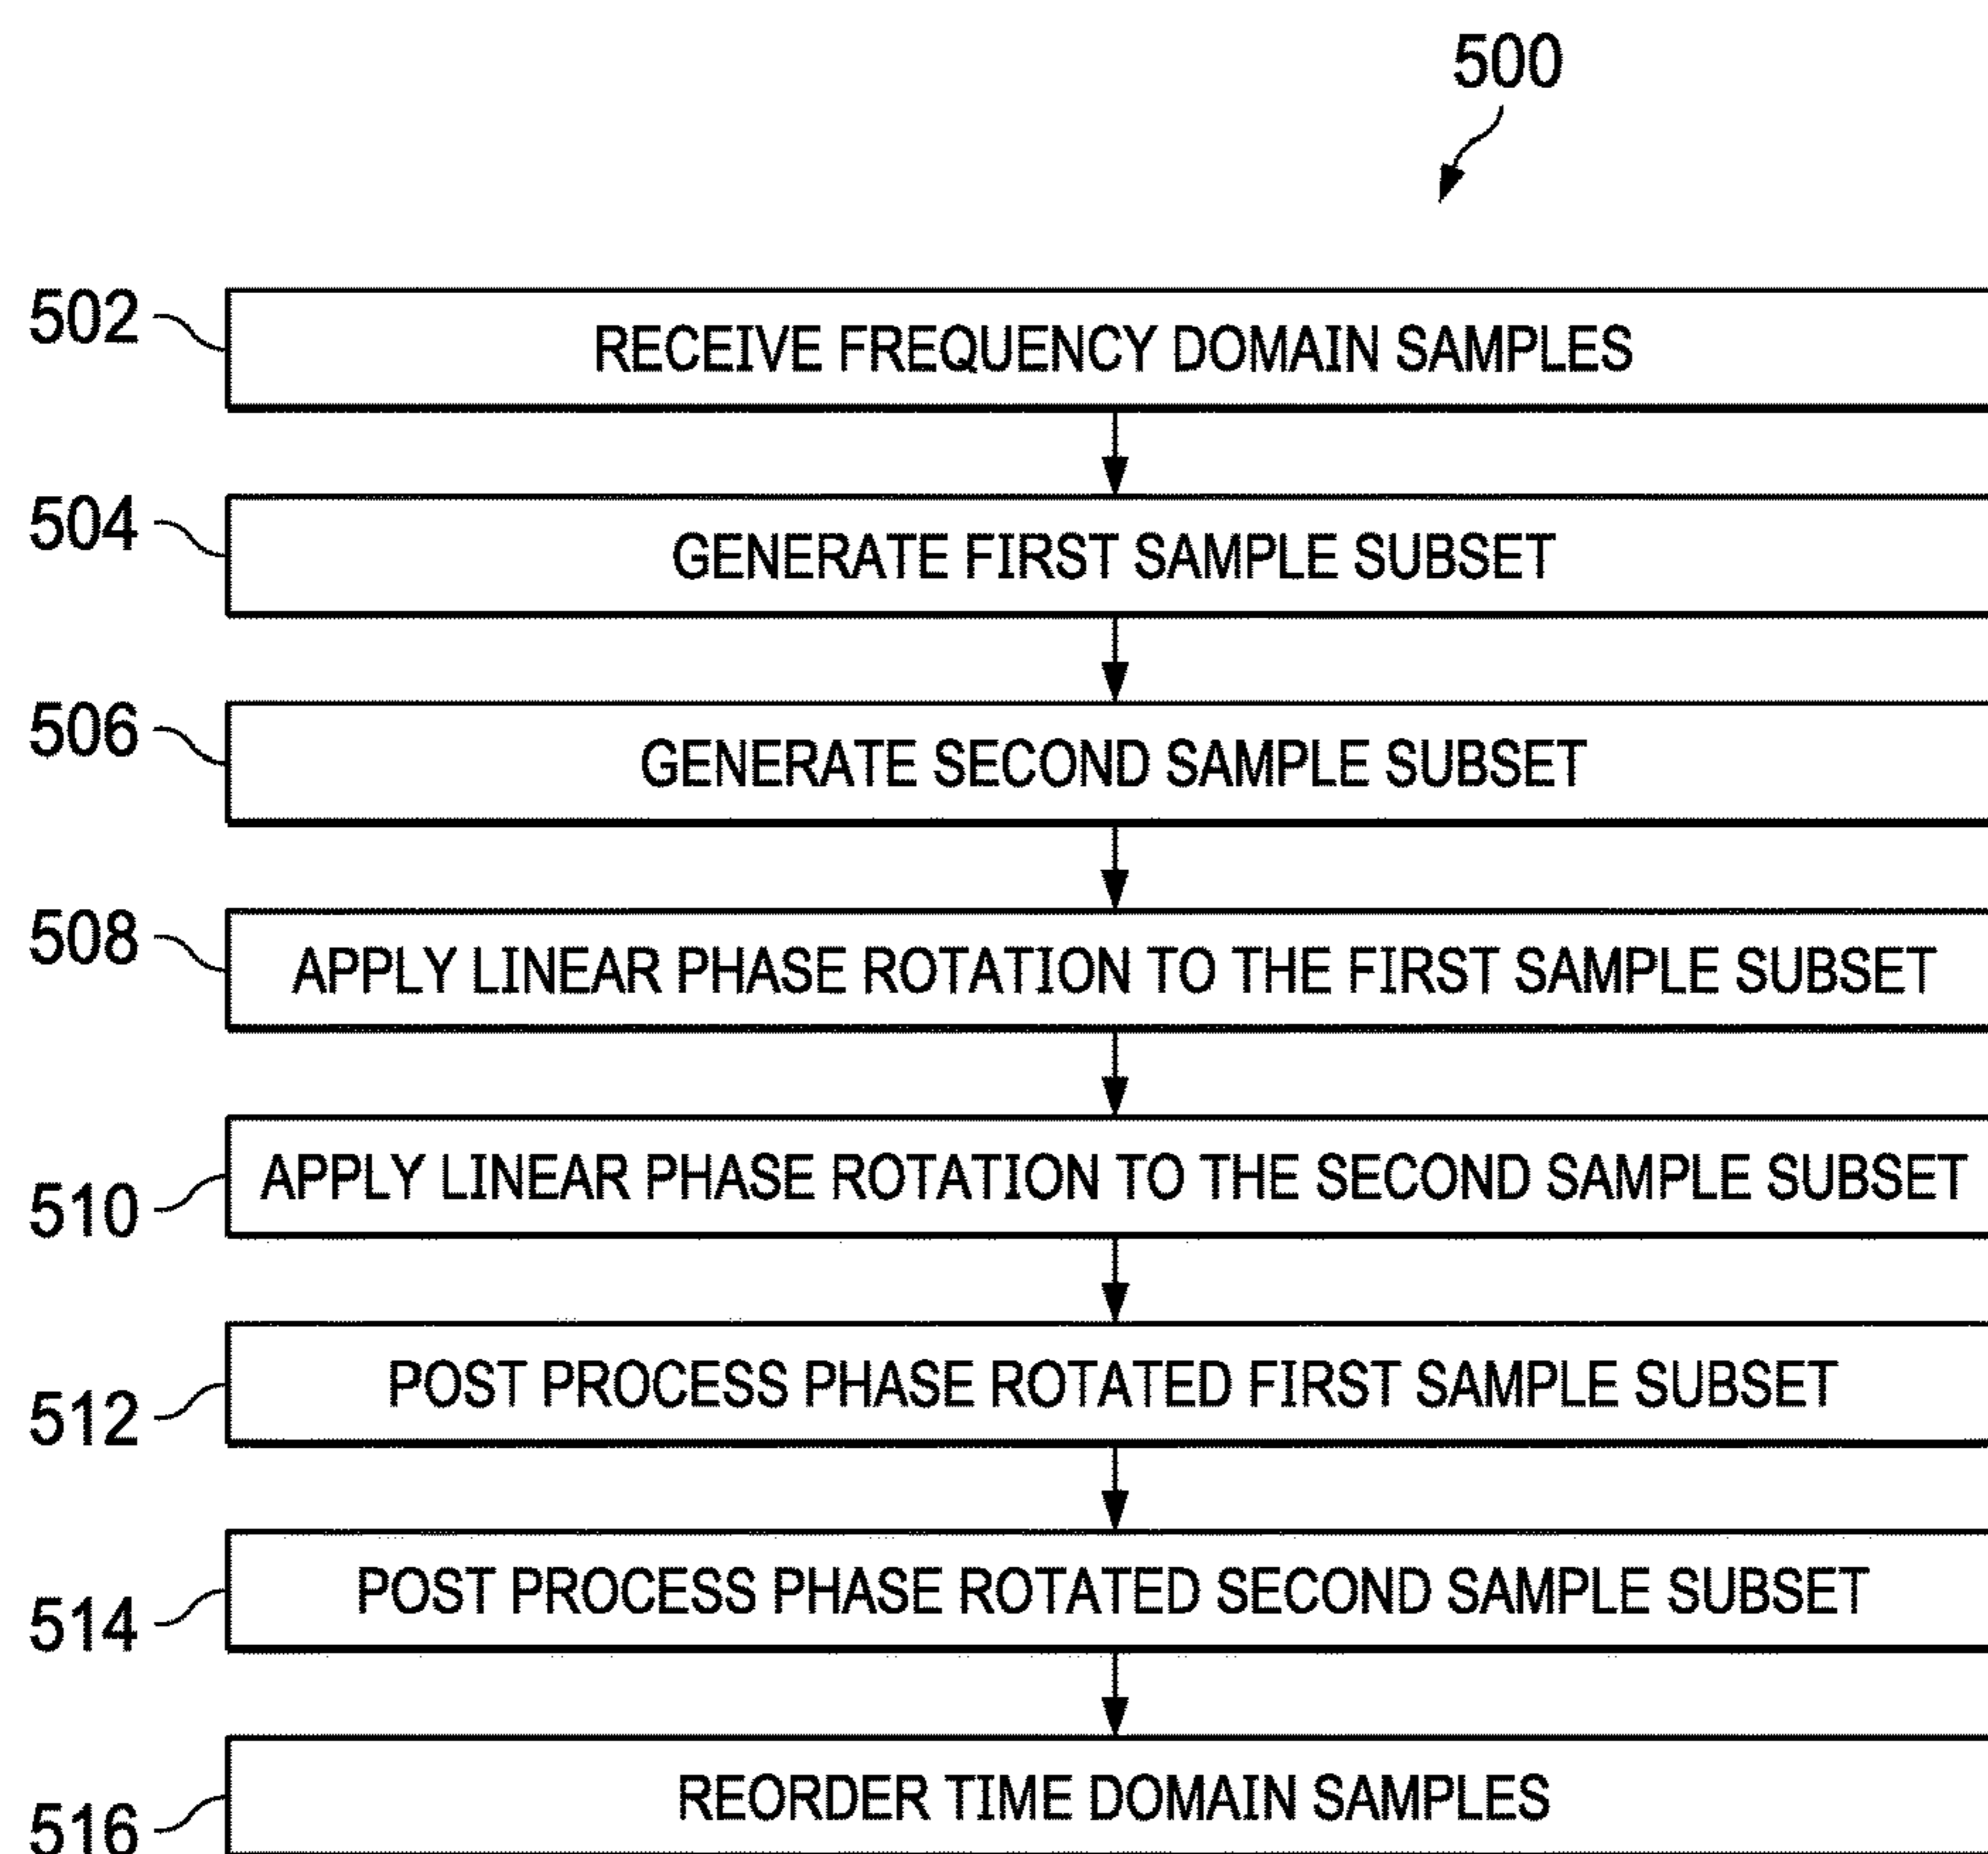 500
502 RECEIVE FREQUENCY DOMAIN SAMPLES
504 GENERATE FIRST SAMPLE SUBSET
506 GENERATE SECOND SAMPLE SUBSET
508 APPLY LINEAR PHASE ROTATION TO THE FIRST SAMPLE SUBSET
510 APPLY LINEAR PHASE ROTATION TO THE SECOND SAMPLE SUBSET
512 POST PROCESS PHASE ROTATED FIRST SAMPLE SUBSET
514 POST PROCESS PHASE ROTATED SECOND SAMPLE SUBSET
516 REORDER TIME DOMAIN SAMPLES